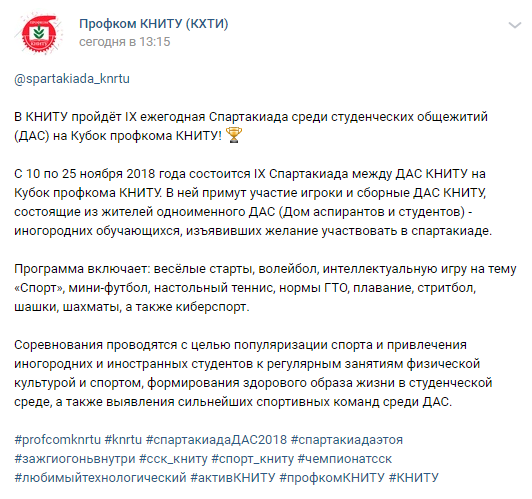 Профком КНИТУ (КХТИ)
сегодня в 13:15
@spartakiada_knrtu
В КНИТУ пройдёт IX ежегодная Спартакиада среди студенческих общежитий
(ДАС) на Кубок профкома КНИТУ! 🏆
С 10 по 25 ноября 2018 года состоится IX Спартакиада между ДАС КНИТУ на
Кубок профкома КНИТУ. В ней примут участие игроки и сборные ДАС КНИТУ,
состоящие из жителей одноименного ДАС (Дом аспирантов и студентов) -
иногородних обучающихся, изъявивших желание участвовать в спартакиаде.
Программа включает: весёлые старты, волейбол, интеллектуальную игру на тему
«Спорт», мини-футбол, настольный теннис, нормы ГТО, плавание, стритбол,
шашки, шахматы, а также киберспорт.
Соревнования проводятся с целью популяризации спорта и привлечения
иногородних и иностранных студентов к регулярным занятиям физической
культурой и спортом, формирования здорового образа жизни в студенческой
среде, а также выявления сильнейших спортивных команд среди ДАС.
#profcomknrtu #knrtu #спартакиадаДАС2018 #спартакиадаэтоя
#зажгиогоньвнутри #сск_книту #спорт_книту #чемпионатсск
#любимыйтехнологический #активКНИТУ #профкомКНИТУ #КНИТУ